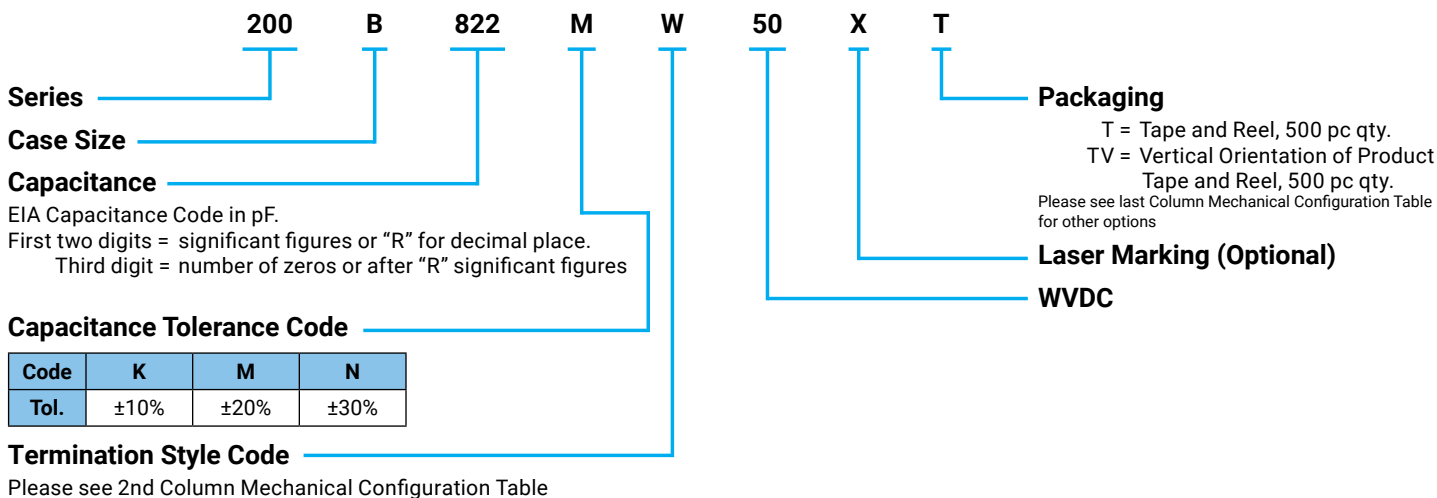 200 B 822 M W 50 X T
Series
Case Size
Capacitance
EIA Capacitance Code in pF.
First two digits = significant figures or “R” for decimal place.
Third digit = number of zeros or after “R” significant figures
Capacitance Tolerance Code
Code K M N
Tol. ±10% ±20% ±30%
Termination Style Code
Please see 2nd Column Mechanical Configuration Table
Packaging
T = Tape and Reel, 500 pc qty.
TV = Vertical Orientation of Product
Tape and Reel, 500 pc qty.
Please see last Column Mechanical Configuration Table
for other options
Laser Marking (Optional)
WVDC